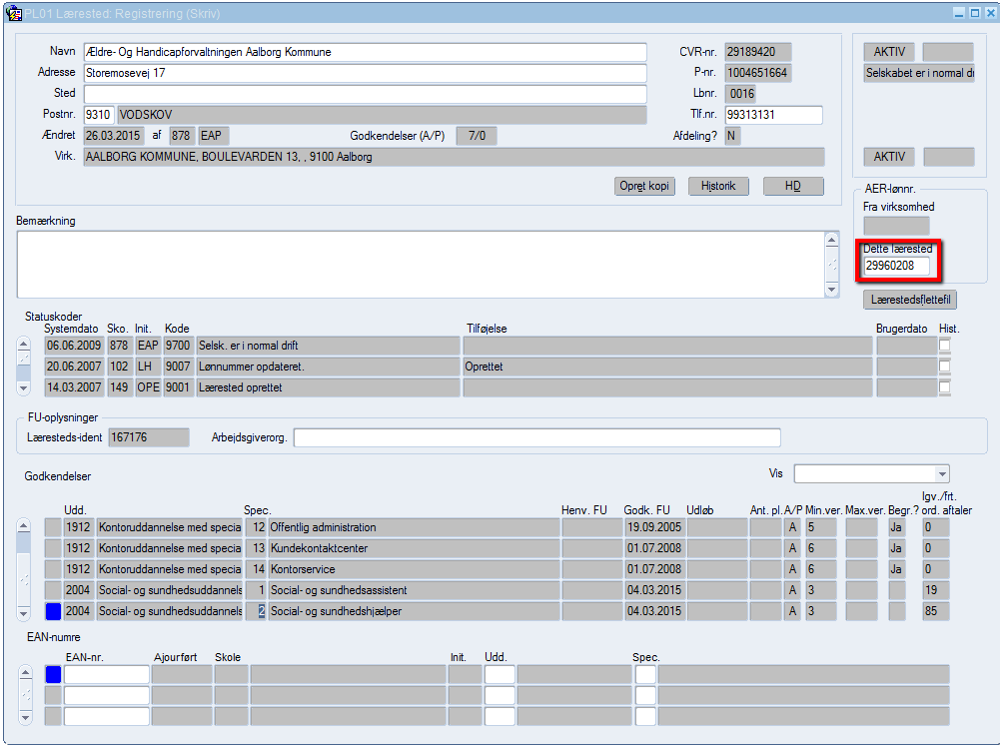 PL01 Lærested: Registrering (Skriv)
Navn Ældre- Og Handicapforvaltningen Aalborg Kommune CVR-nr. 29189420 AKTIV
Adresse Storemosevej 17 P-nr. 1004651664 Selskabet er i normal dr
Sted Lbnr. 0016
Postnr. 9310 VODSKOV Tlf.nr. 99313131
Ændret 26.03.2015 af 878 EAP Godkendelser (A/P) 7/0 Afdeling? N
Virk. AALBORG KOMMUNE, BOULEVARDEN 13, , 9100 Aalborg AKTIV
Opret kopi Historik HD
AER-lønnr.
Fra virksomhed
Bemærkning
Dette lærested
29960208
Lærestedsflettefil
Statuskoder
Systemdato Sko. Init. Kode Tilføjelse Brugerdato Hist.
06.06.2009 878 EAP 9700 Selsk. er i normal drift
20.06.2007 102 LH 9007 Lønnummer opdateret. Oprettet
14.03.2007 149 OPE 9001 Lærested oprettet
FU-oplysninger
Læresteds-ident 167176 Arbejdsgiverorg.
Godkendelser Vis
Igv./frt.
Udd. Spec. Henv. FU Godk. FU Udløb Ant. pl. A/P Min.ver. Max.ver. Begr.? ord. aftaler
1912 Kontoruddannelse med specia 12 Offentlig administration 19.09.2005 A 5 Ja 0
1912 Kontoruddannelse med specia 13 Kundekontaktcenter 01.07.2008 A 6 Ja 0
1912 Kontoruddannelse med specia 14 Kontorservice 01.07.2008 A 6 Ja 0
2004 Social- og sundhedsuddannels 1 Social- og sundhedsassistent 04.03.2015 A 3 19
2004 Social- og sundhedsuddannels 2 Social- og sundhedshjælper 04.03.2015 A 3 85
EAN-numre
EAN-nr. Ajourført Skole Init. Udd. Spec.